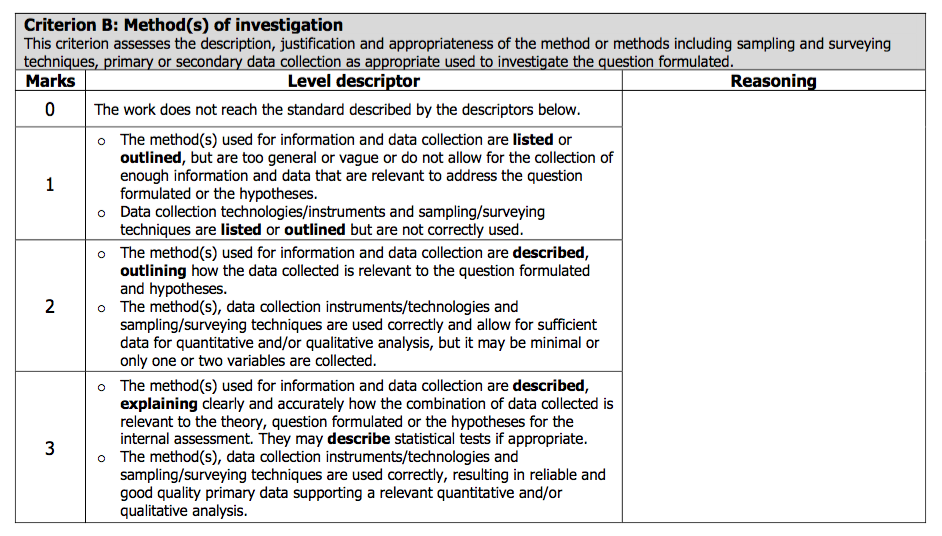 Criterion B: Method(s) of investigation
This criterion assesses the description, justification and appropriateness of the method or methods including sampling and surveying
techniques, primary or secondary data collection as appropriate used to investigate the question formulated.
Marks Level descriptor Reasoning
0 The work does not reach the standard described by the descriptors below.
o The method(s) used for information and data collection are listed or
outlined, but are too general or vague or do not allow for the collection of
enough information and data that are relevant to address the question
formulated or the hypotheses.
1
o Data collection technologies/instruments and sampling/surveying
techniques are listed or outlined but are not correctly used.
o The method(s) used for information and data collection are described,
outlining how the data collected is relevant to the question formulated
and hypotheses.
2
o The method(s), data collection instruments/technologies and
sampling/surveying techniques are used correctly and allow for sufficient
data for quantitative and/or qualitative analysis, but it may be minimal or
only one or two variables are collected.
o The method(s) used for information and data collection are described,
explaining clearly and accurately how the combination of data collected is
relevant to the theory, question formulated or the hypotheses for the
internal assessment. They may describe statistical tests if appropriate.
3
o The method(s), data collection instruments/technologies and
sampling/surveying techniques are used correctly, resulting in reliable and
good quality primary data supporting a relevant quantitative and/or
qualitative analysis.